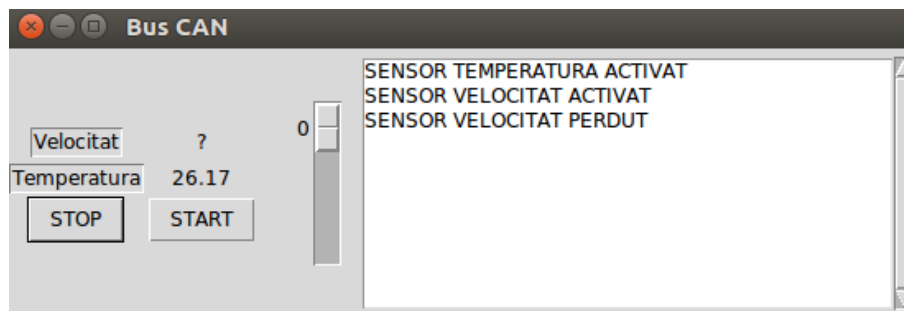 Bus CAN
Velocitat ?
Temperatura 26.17
STOP START
0
SENSOR TEMPERATURA ACTIVAT
SENSOR VELOCITAT ACTIVAT
SENSOR VELOCITAT PERDUT